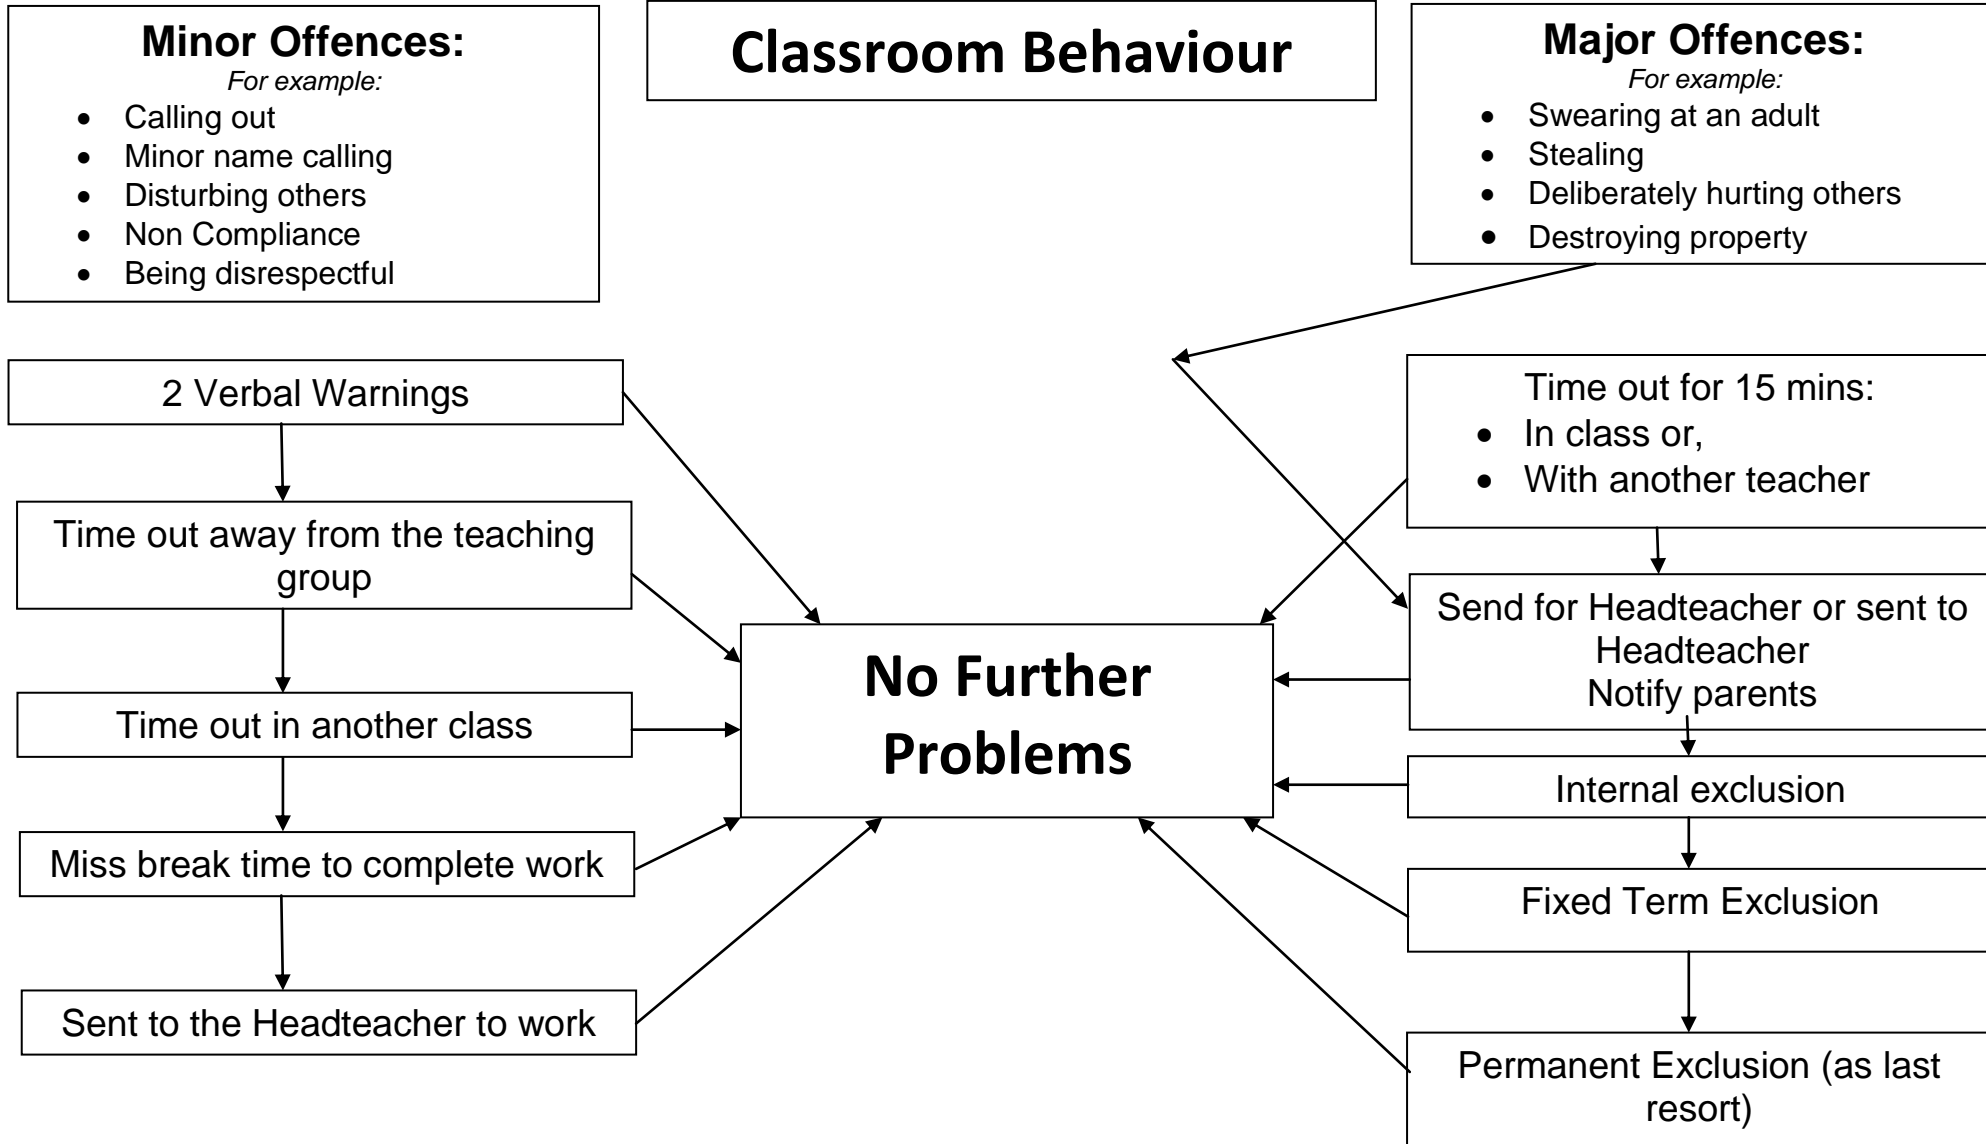 Classroom Behaviour
Minor Offences:
For example:
• Calling out
• Minor name calling
• Disturbing others
• Non Compliance
• Being disrespectful
Major Offences:
For example:
• Swearing at an adult
• Stealing
• Deliberately hurting others
• Destroying property
2 Verbal Warnings
Time out away from the teaching
group
Time out in another class
Miss break time to complete work
Sent to the Headteacher to work
No Further
Problems
Time out for 15 mins:
• In class or,
• With another teacher
Send for Headteacher or sent to
Headteacher
Notify parents
Internal exclusion
Fixed Term Exclusion
Permanent Exclusion (as last
resort)